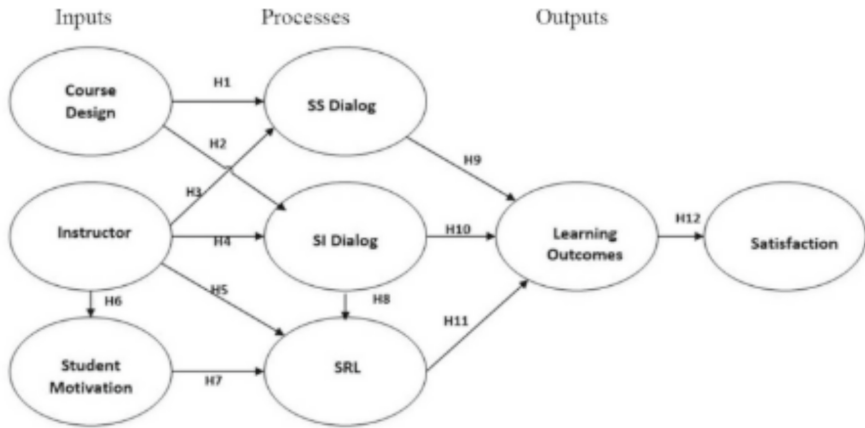 Inputs
Processes
Outputs
Course
Design
H1
SS Dialog
H2
H9
H3
Instructor
H4
SI Dialog
H10
Learning
Outcomes
H12
Satisfaction
H5
H6
H8
H11
Student
Motivation
H7
SRL